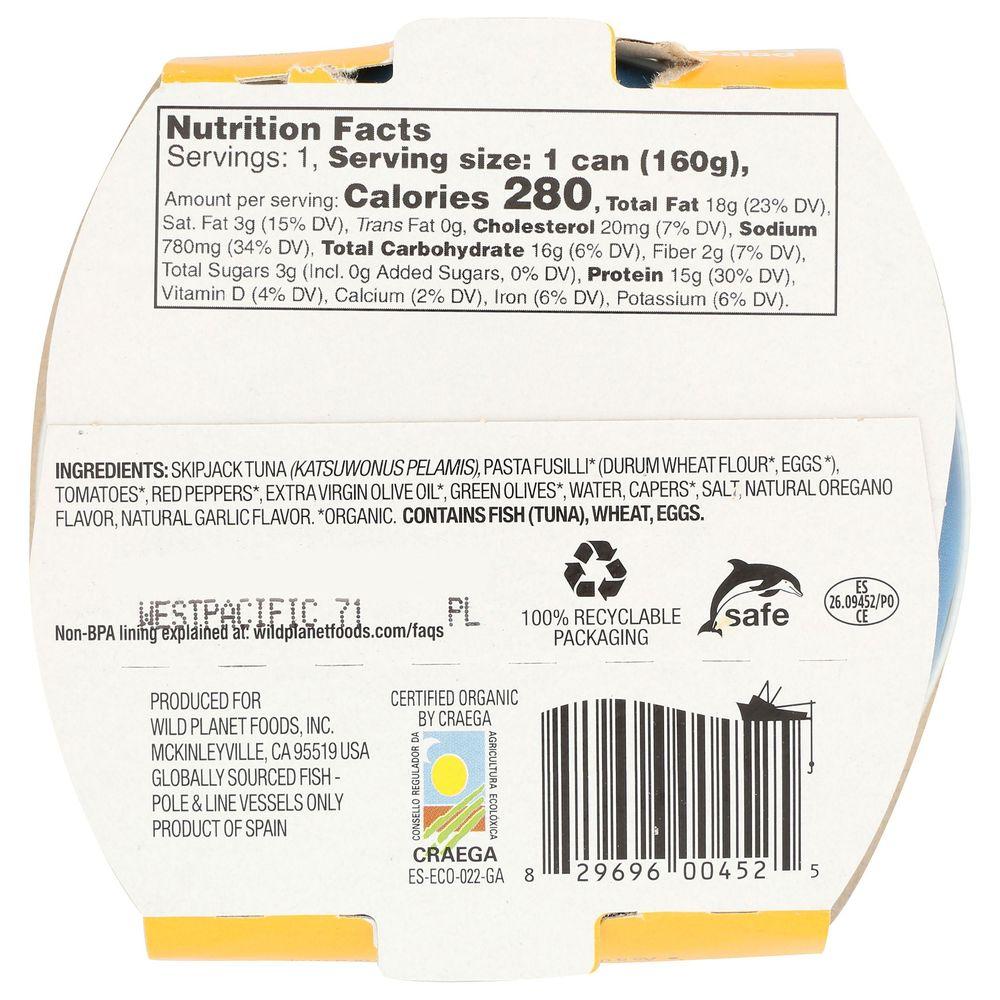 Nutrition Facts
Servings: 1, Serving size: 1 can (160g),
Amount per serving: Calories 280, Total Fat 18g (23% DV),
Sat. Fat 3g (15% DV), Trans Fat 0g, Cholesterol 20mg (7% DV), Sodium
780mg (34% DV), Total Carbohydrate 16g (6% DV), Fiber 2g (7% DV),
Total Sugars 3g (Incl. 0g Added Sugars, 0% DV), Protein 15g (30% DV),
Vitamin D (4% DV), Calcium (2% DV), Iron (6% DV), Potassium (6% DV).
INGREDIENTS: SKIPJACK TUNA (KATSUWONUS PELAMIS), PASTA FUSILLI* (DURUM WHEAT FLOUR*, EGGS*),
TOMATOES*, RED PEPPERS*, EXTRA VIRGIN OLIVE OIL*, GREEN OLIVES*, WATER, CAPERS*, SALT, NATURAL OREGANO
FLAVOR, NATURAL GARLIC FLAVOR. *ORGANIC. CONTAINS FISH (TUNA), WHEAT, EGGS.
WESTPACIFIC 71 PL
Non-BPA lining explained at: wildplanetfoods.com/faqs
100% RECYCLABLE
PACKAGING
safe
ES
26.09452/PO
CE
PRODUCED FOR
WILD PLANET FOODS, INC.
MCKINLEYVILLE, CA 95519 USA
GLOBALLY SOURCED FISH -
POLE & LINE VESSELS ONLY
PRODUCT OF SPAIN
CERTIFIED ORGANIC
BY CRAEGA
CONSELLO REGULADOR DA
AGRICULTURA ECOLÓXICA
CRAEGA
ES-ECO-022-GA
8 29696 00452 5